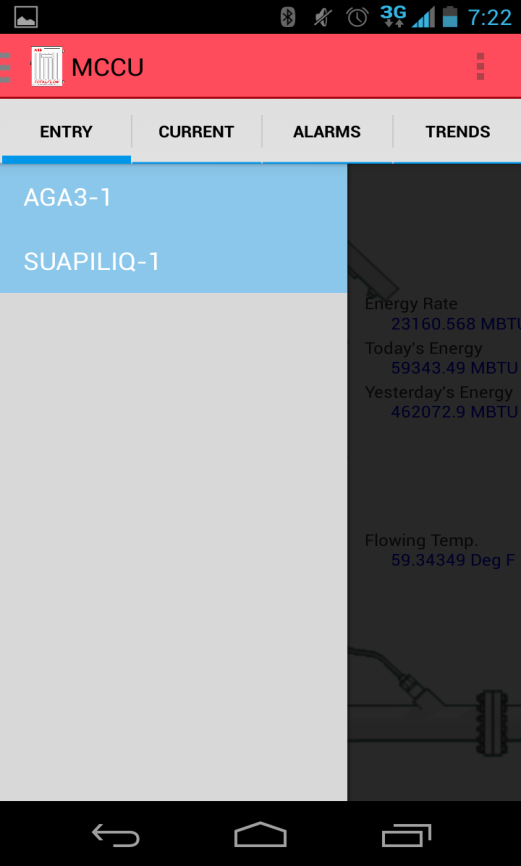 3G 7:22
MCCU
ENTRY CURRENT ALARMS TRENDS
AGA3-1
SUAPILIQ-1
Energy Rate
23160.568 MBTU
Today's Energy
59343.49 MBTU
Yesterday's Energy
462072.9 MBTU
Flowing Temp.
59.34349 Deg F